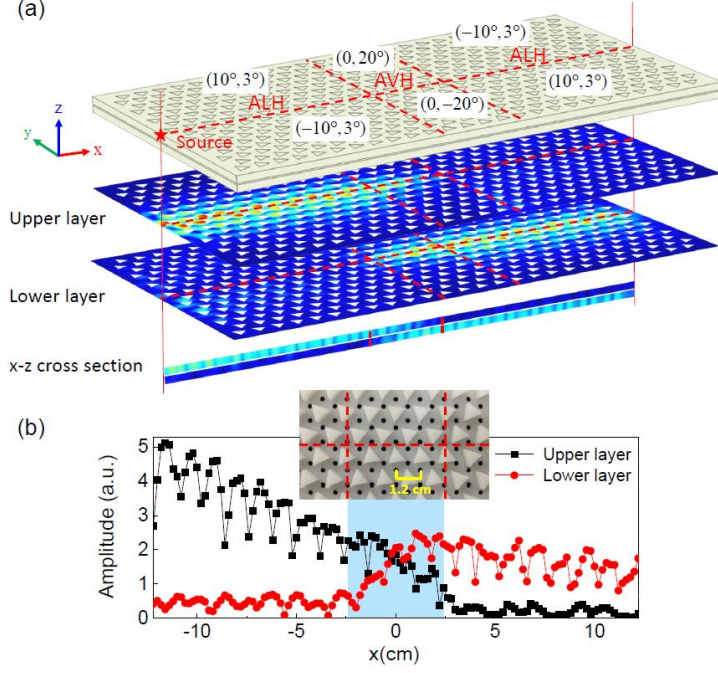 (a)
(−10°,3°)
(0,20°)
ALH
(10°,3°)
AVH
(10°,3°)
ALH
(0,−20°)
(−10°,3°)
z
y
x
Source
Upper layer
Lower layer
x-z cross section
(b)
5
4
3
2
1
0
Amplitude (a.u.)
Upper layer
Lower layer
1.2 cm
-10
-5
0
5
10
x(cm)